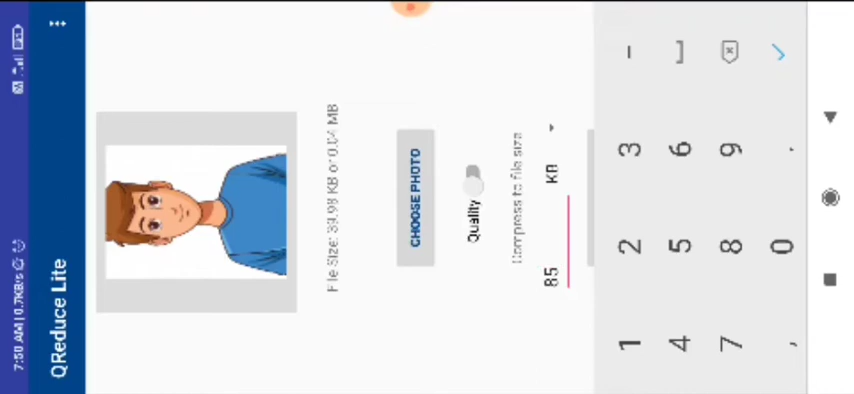 7:50 AM | 0.7KB/s
QReduce Lite
File Size: 39.98 KB or 0.04 MB
CHOOSE PHOTO
Quality
Compress to file size
85 KB
1 2 3 -
4 5 6
7 8 9
, 0 .